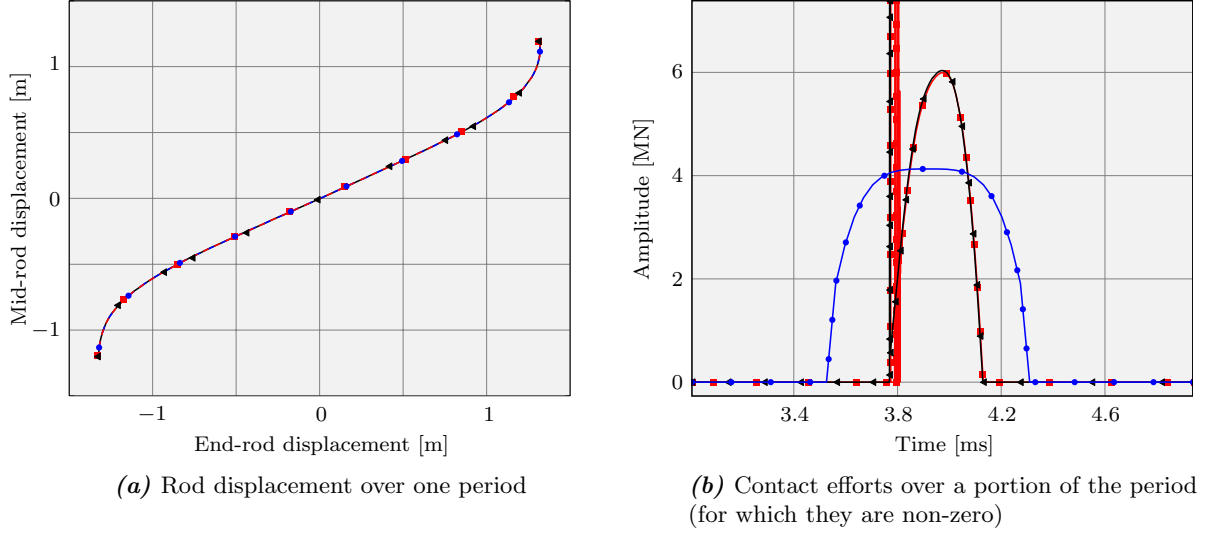 Mid-rod displacement [m]
1
0
−1
−1
0
1
End-rod displacement [m]
(a) Rod displacement over one period
Amplitude [MN]
6
4
2
0
3.4
3.8
4.2
4.6
Time [ms]
(b) Contact efforts over a portion of the period
(for which they are non-zero)